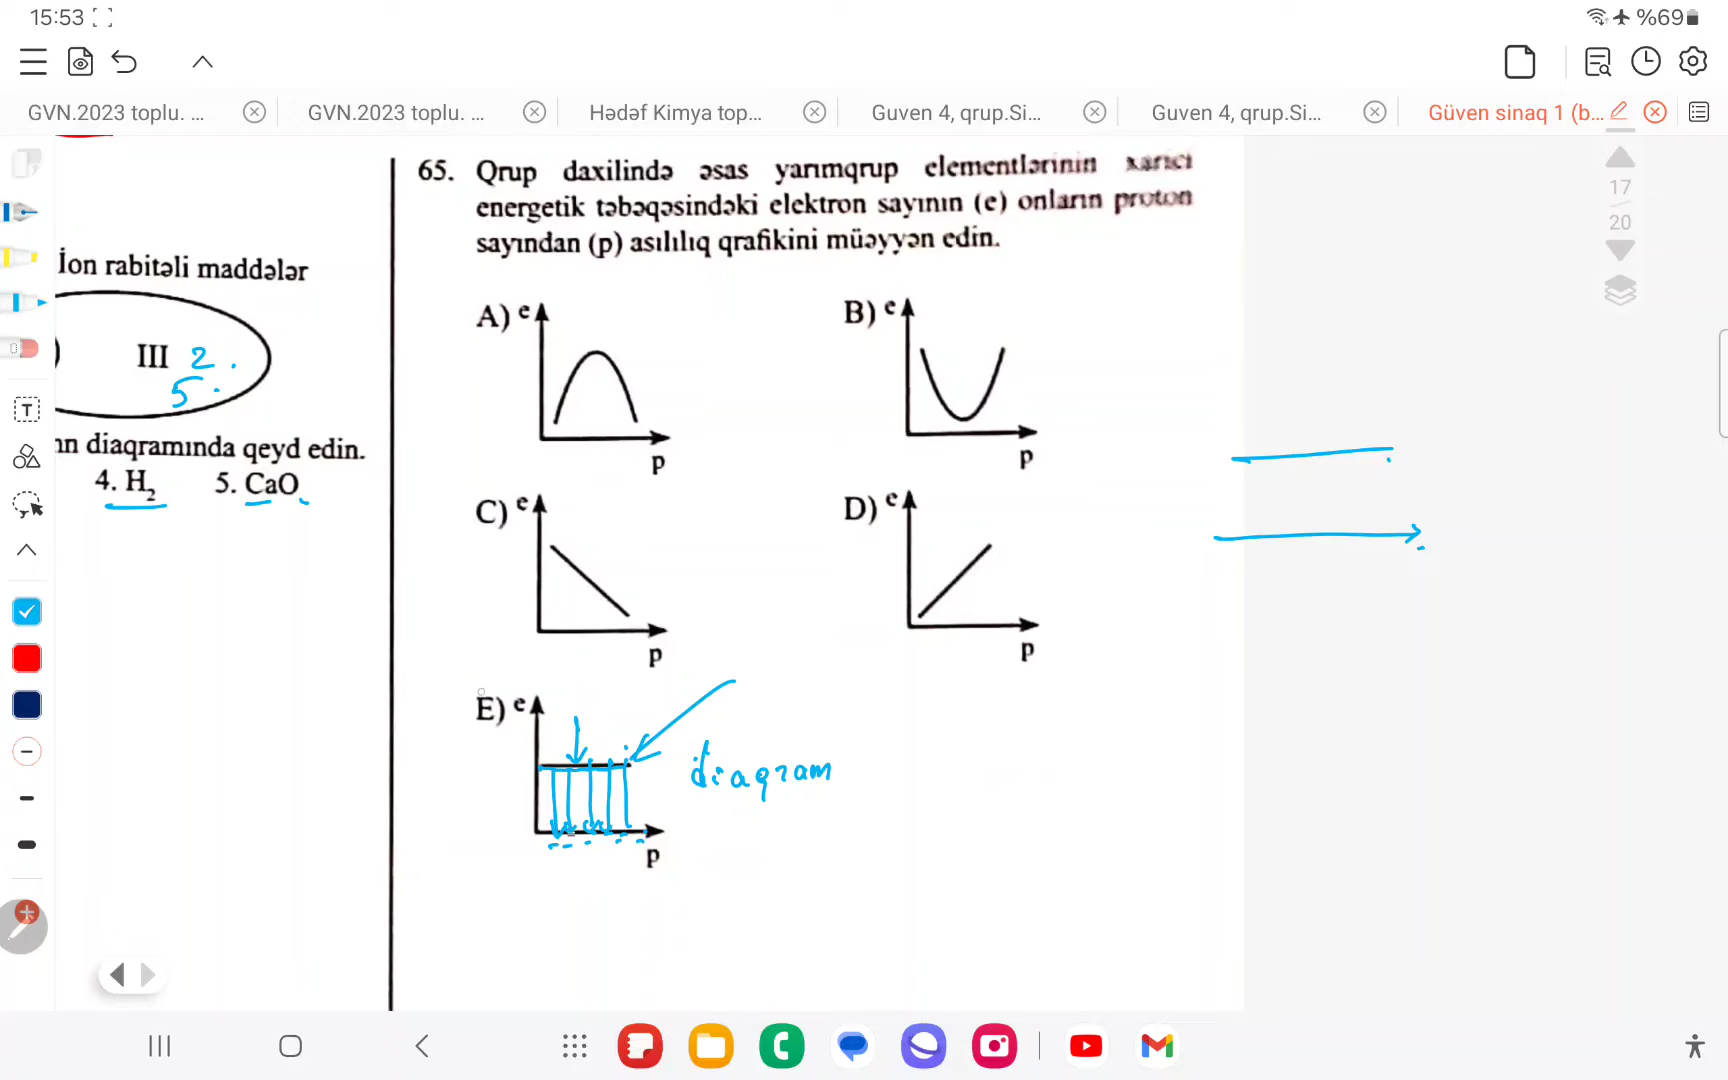 15:53
%69
GVN.2023 toplu. ...
GVN.2023 toplu. ...
Hədəf Kimya top...
Guven 4, qrup.Si...
Guven 4, qrup.Si...
Güven sinaq 1 (b...
17
20
İon rabitəli maddələr
III 2.
5.
ın diaqramında qeyd edin.
4. H₂ 5. CaO
65. Qrup daxilində əsas yarımqrup elementlərinin xarici
energetik təbəqəsindəki elektron sayının (e) onların proton
sayından (p) asılılıq qrafikini müəyyən edin.
A) e
p
B) e
p
C) e
p
D) e
p
E) e
p
diaqram
T